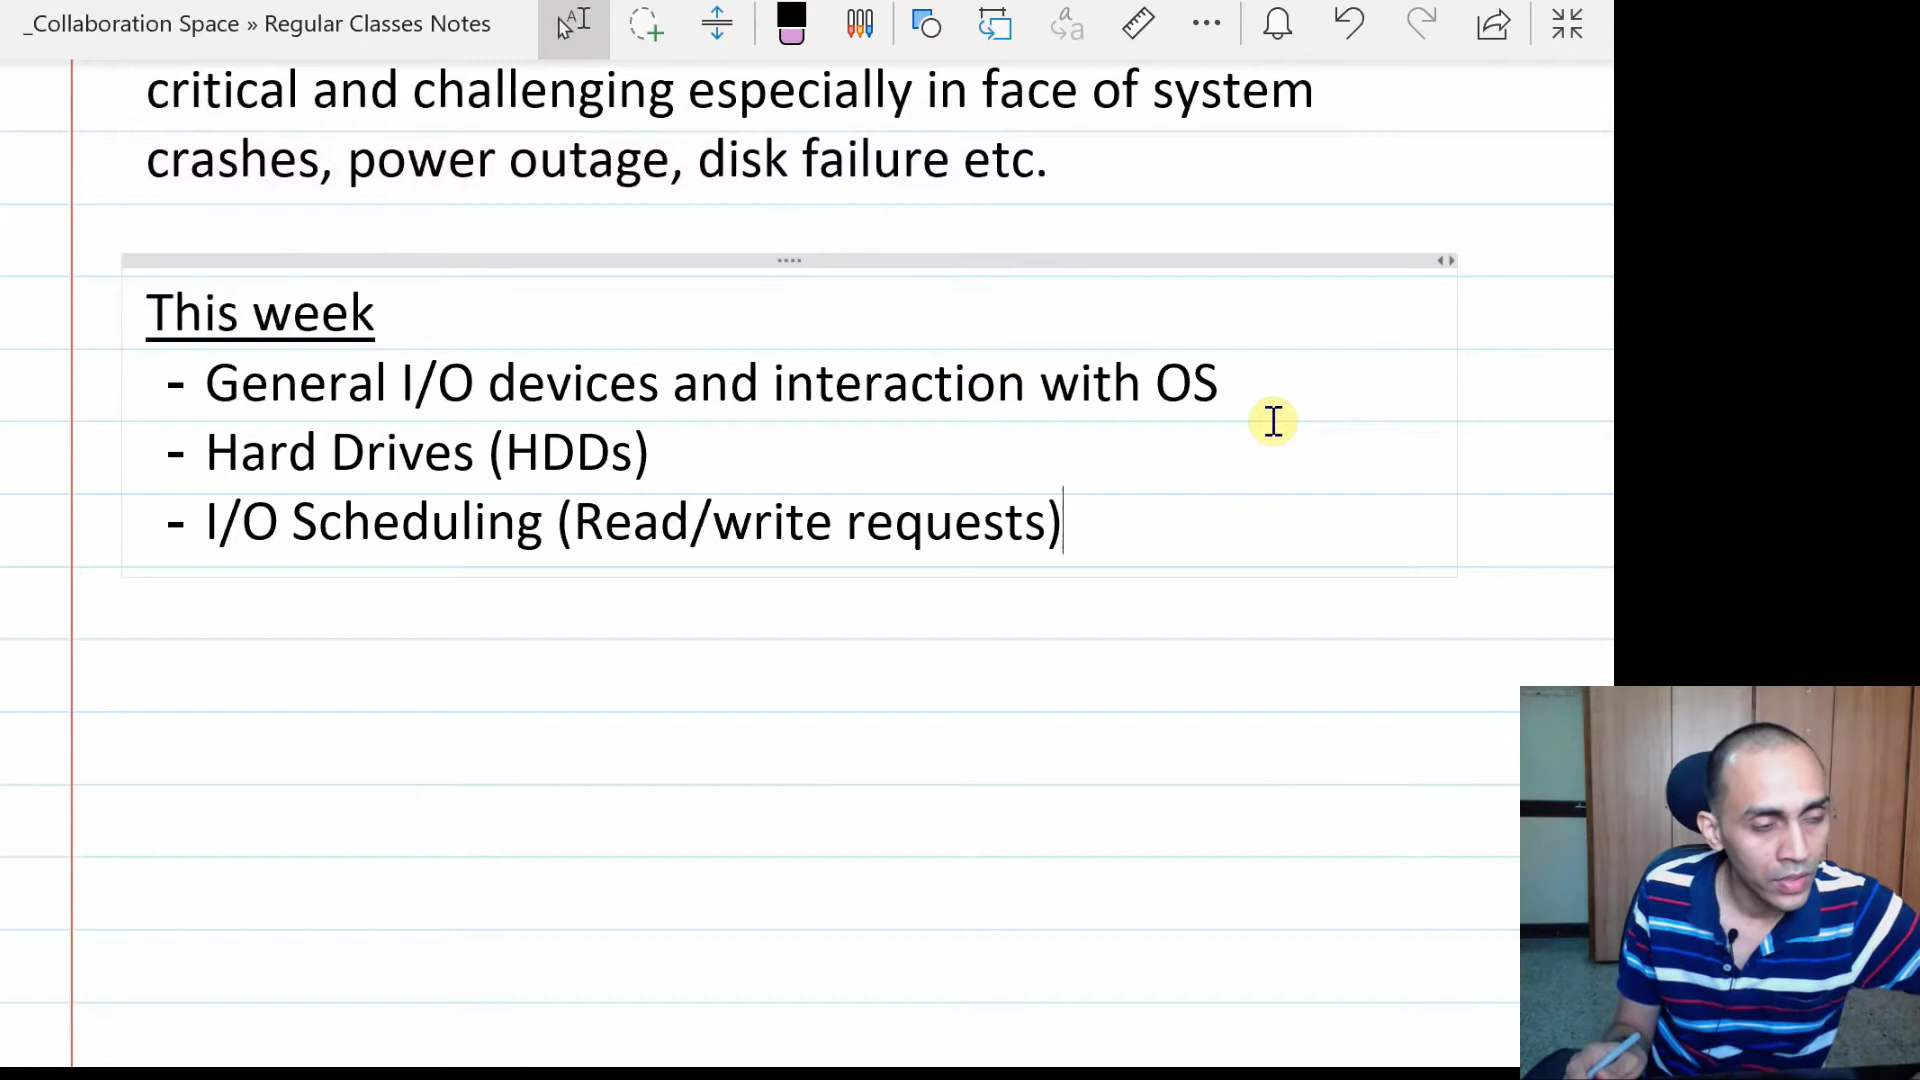 _Collaboration Space » Regular Classes Notes
critical and challenging especially in face of system
crashes, power outage, disk failure etc.
This week
- General I/O devices and interaction with OS
- Hard Drives (HDDs)
- I/O Scheduling (Read/write requests)